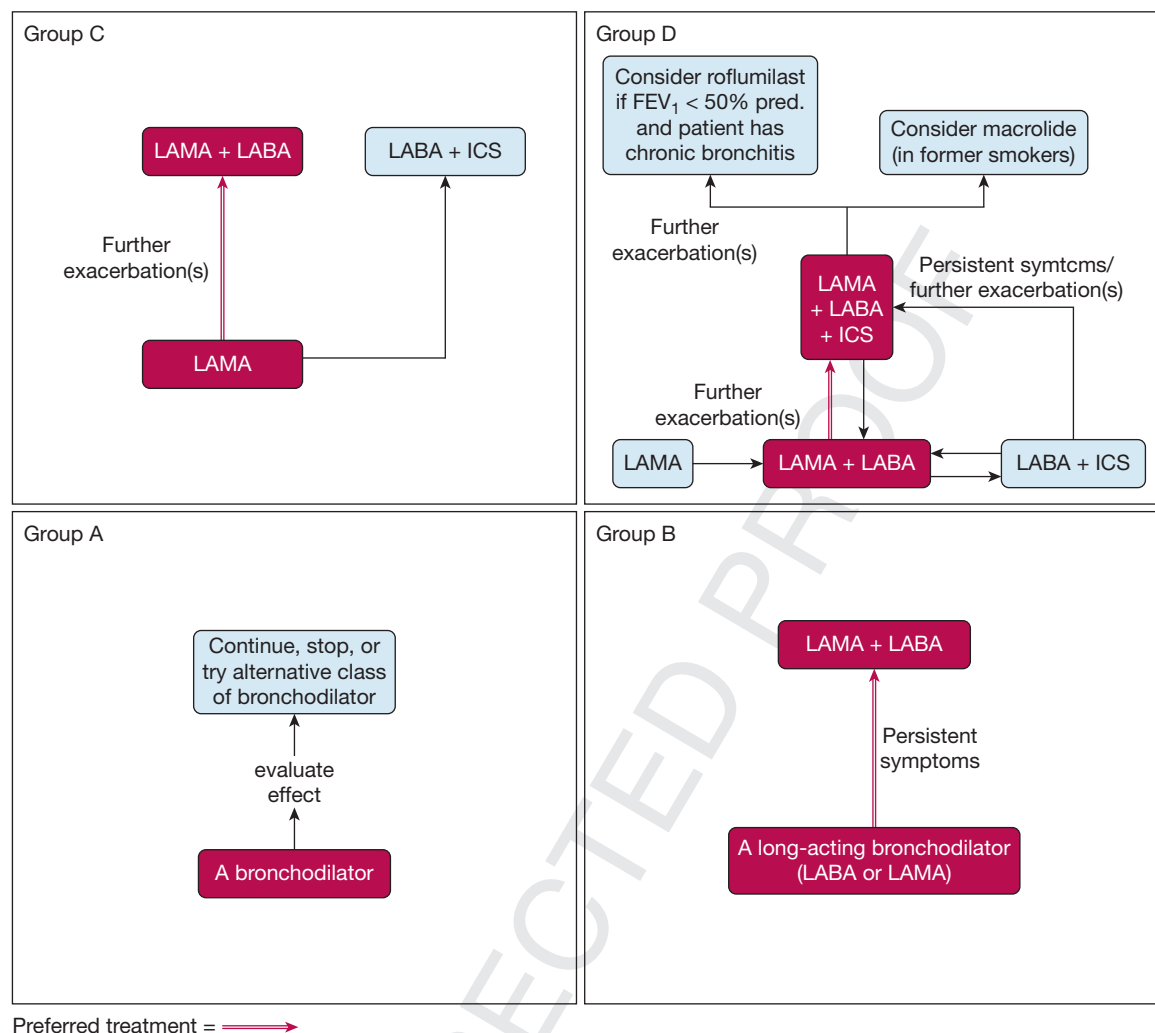 Group C
LAMA + LABA
LABA + ICS
Further
exacerbation(s)
LAMA
Group D
Consider roflumilast
if FEV₁ < 50% pred.
and patient has
chronic bronchitis
Consider macrolide
(in former smokers)
Further
exacerbation(s)
LAMA
+ LABA
+ ICS
Persistent symtcms/
further exacerbation(s)
Further
exacerbation(s)
LAMA
LAMA + LABA
LABA + ICS
Group A
Continue, stop, or
try alternative class
of bronchodilator
evaluate
effect
A bronchodilator
Group B
LAMA + LABA
Persistent
symptoms
A long-acting bronchodilator
(LABA or LAMA)
Preferred treatment =
ECTED PROOF